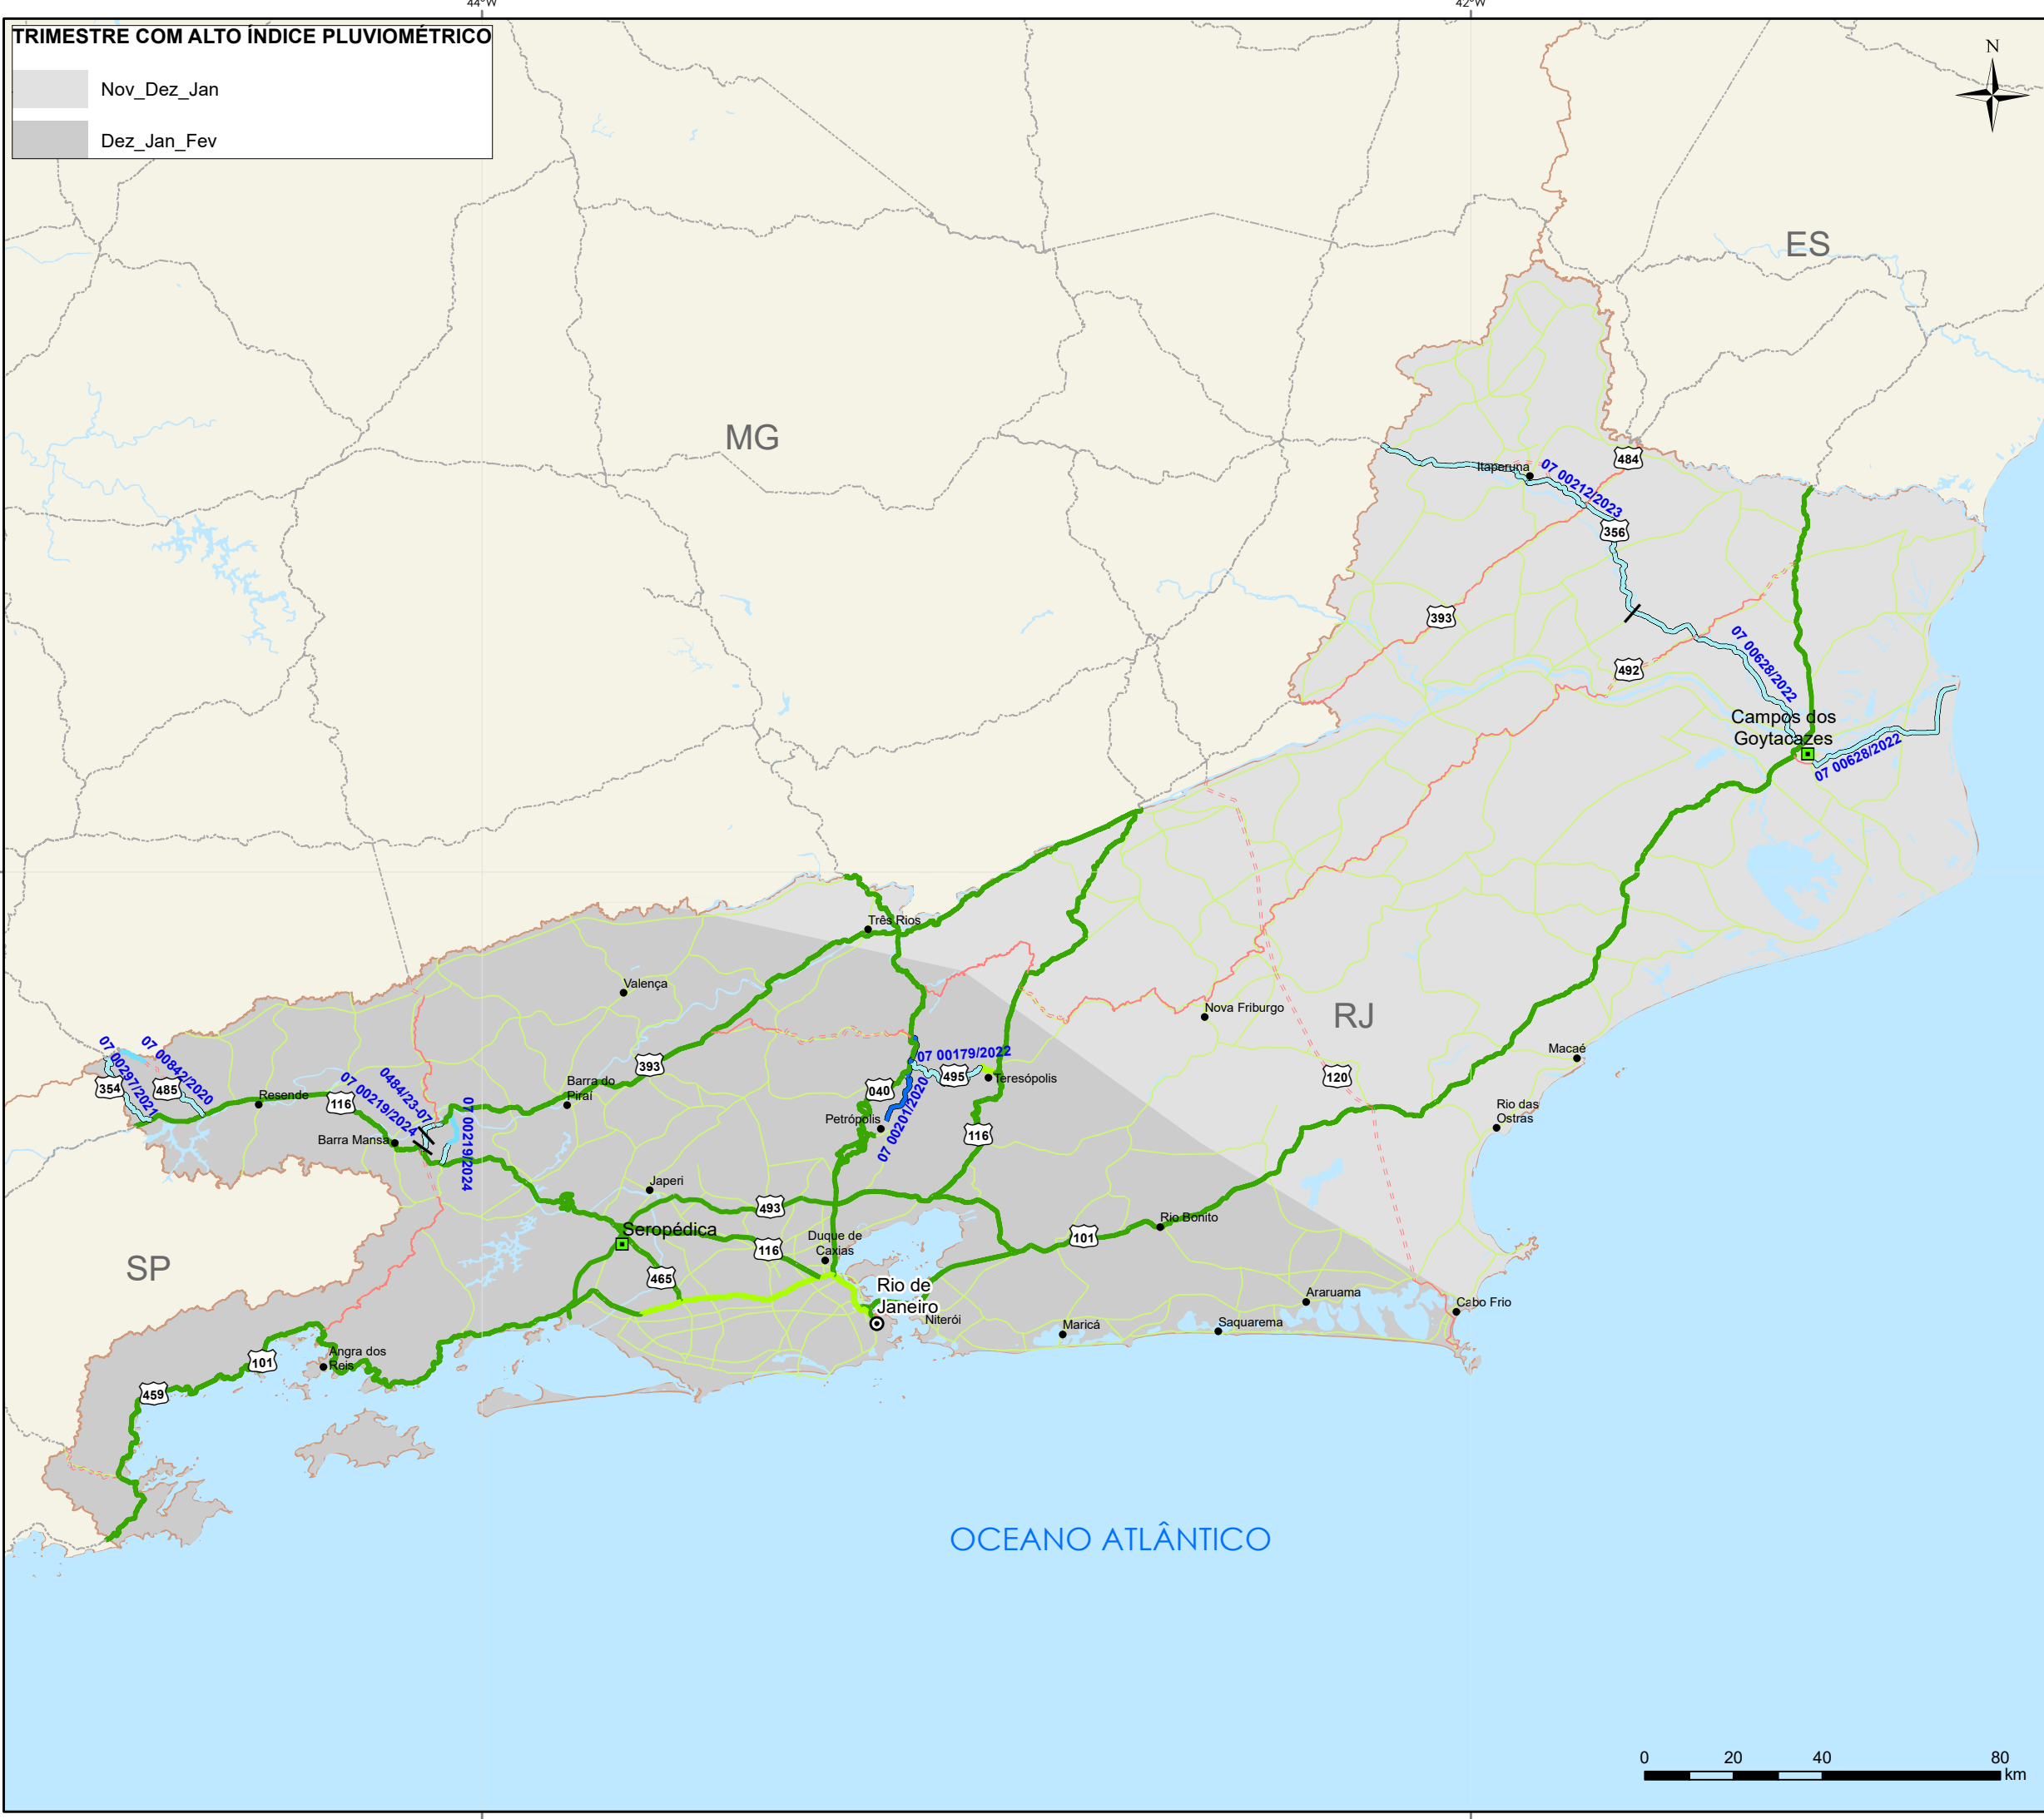 44°W
42°W
TRIMESTRE COM ALTO ÍNDICE PLUVIOMÉTRICO
Nov_Dez_Jan
Dez_Jan_Fev
N
ES
MG
484
Itaperuna
07 00212/2023
356
393
492
07 00628/2022
Campos dos
Goytacazes
07 00628/2022
Três Rios
Valença
Nova Friburgo
RJ
Macaé
07 00297/2021
07 00842/2020
354
485
Resende
116
07 00219/2024
0484/23-07
07 00219/2024
Barra Mansa
Barra do
Piraí
393
040
07 00179/2022
495
Teresópolis
Petrópolis
07 00201/2020
116
120
Rio das
Ostras
Japeri
493
Seropédica
116
465
Duque de
Caxias
101
Rio Bonito
SP
Rio de
Janeiro
Niterói
Maricá
Saquarema
Araruama
Cabo Frio
Angra dos
Reis
101
459
OCEANO ATLÂNTICO
0 20 40 80
km